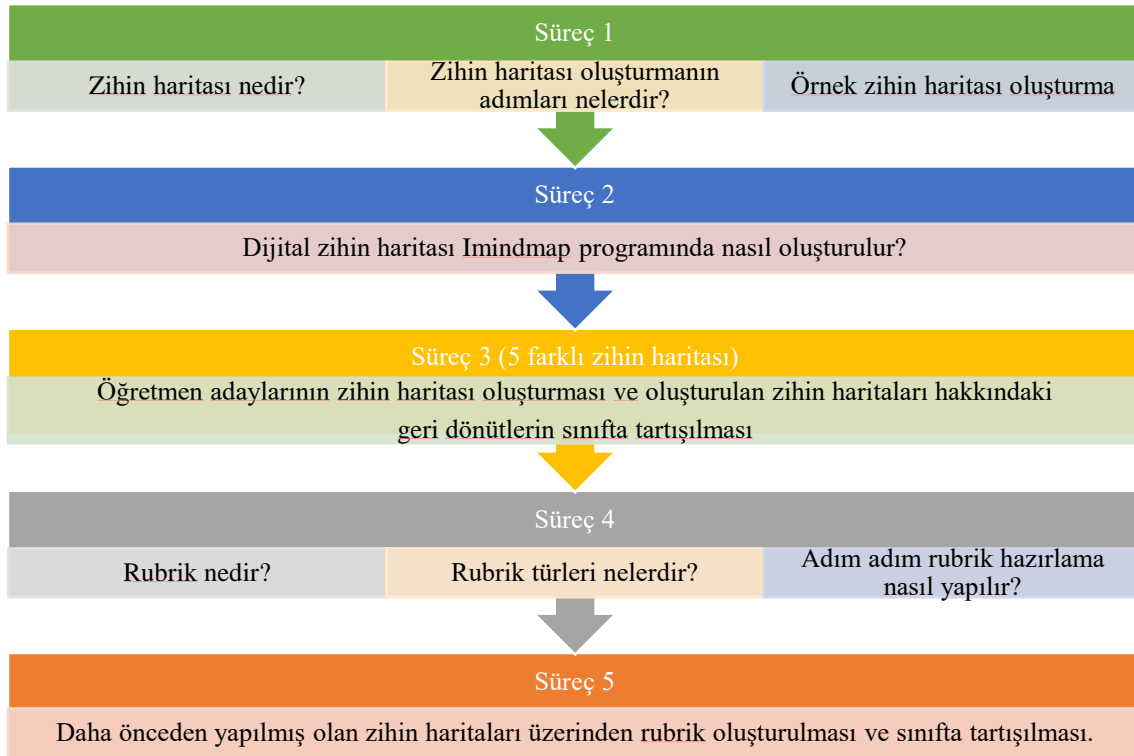 Süreç 1
Zihin haritası nedir?
Zihin haritası oluşturmanın
adımları nelerdir?
Örnek zihin haritası oluşturma
Süreç 2
Dijital zihin haritası Imindmap programında nasıl oluşturulur?
Süreç 3 (5 farklı zihin haritası)
Öğretmen adaylarının zihin haritası oluşturması ve oluşturulan zihin haritaları hakkındaki
geri dönütlerin sınıfta tartışılması
Süreç 4
Rubrik nedir?
Rubrik türleri nelerdir?
Adım adım rubrik hazırlama
nasıl yapılır?
Süreç 5
Daha önceden yapılmış olan zihin haritaları üzerinden rubrik oluşturulması ve sınıfta tartışılması.